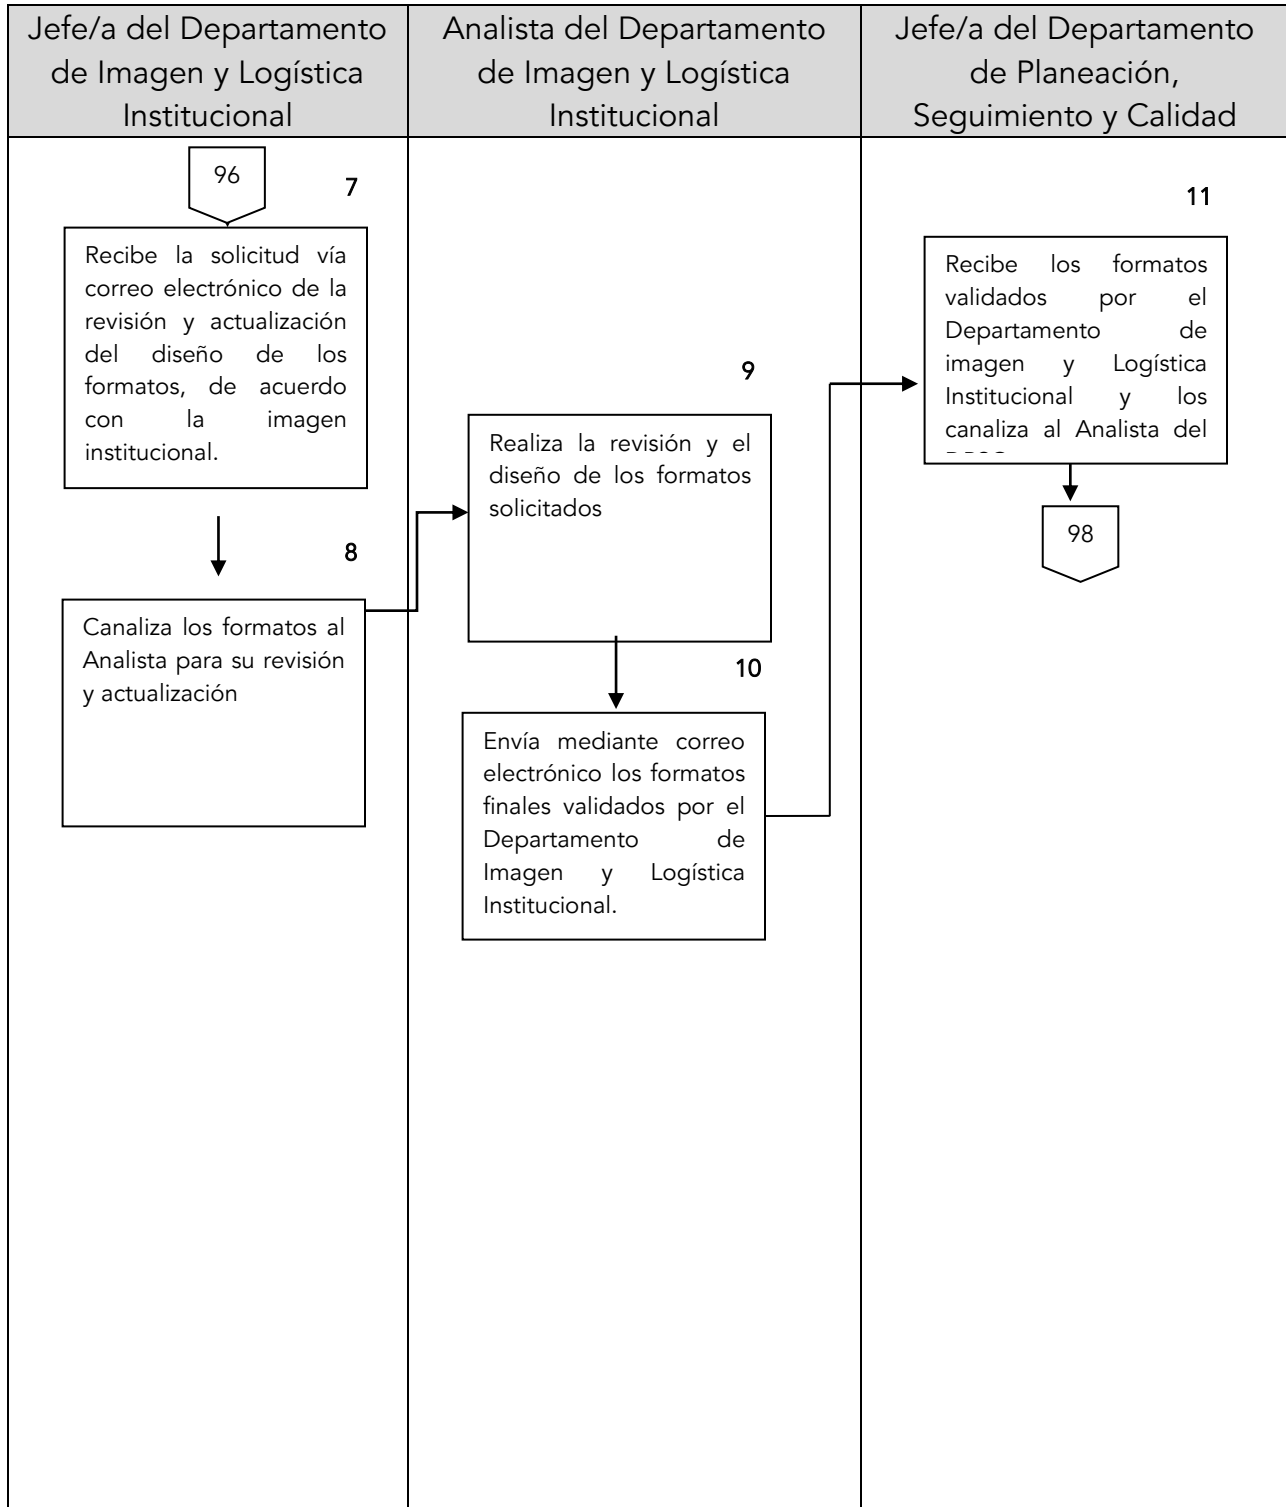 Jefe/a del Departamento
de Imagen y Logística
Institucional
Analista del Departamento
de Imagen y Logística
Institucional
Jefe/a del Departamento
de Planeación,
Seguimiento y Calidad
96
7
Recibe la solicitud vía
correo electrónico de la
revisión y actualización
del diseño de los
formatos, de acuerdo
con la imagen
institucional.
8
Canaliza los formatos al
Analista para su revisión
y actualización
9
Realiza la revisión y el
diseño de los formatos
solicitados
10
Envía mediante correo
electrónico los formatos
finales validados por el
Departamento de
Imagen y Logística
Institucional.
11
Recibe los formatos
validados por el
Departamento de
imagen y Logística
Institucional y los
canaliza al Analista del
98